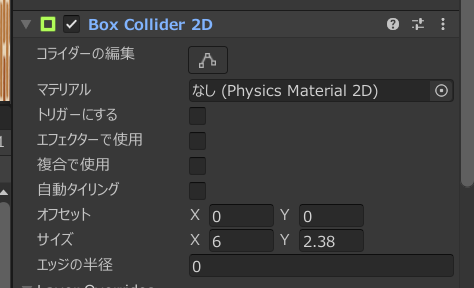 Box Collider 2D
コライダーの編集
マテリアル なし (Physics Material 2D)
トリガーにする
エフェクターで使用
複合で使用
自動タイリング
オフセット X 0 Y 0
サイズ X 6 Y 2.38
エッジの半径 0
Layer Overrides